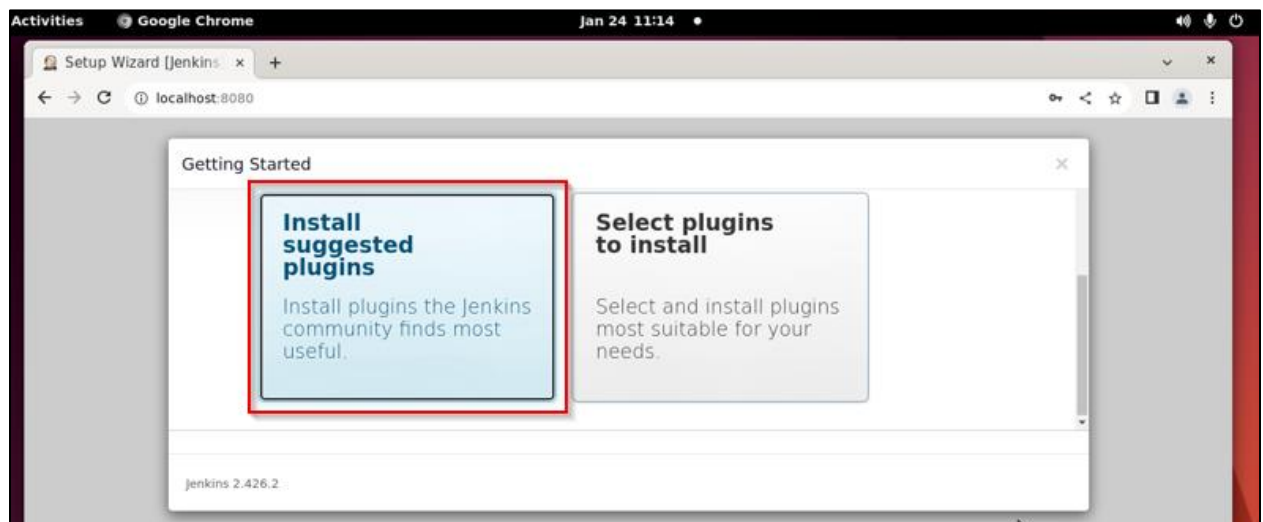 Activities Google Chrome Jan 24 11:14
Setup Wizard [Jenkins
localhost:8080
Getting Started
Install
suggested
plugins
Install plugins the Jenkins
community finds most
useful.
Select plugins
to install
Select and install plugins
most suitable for your
needs.
Jenkins 2.426.2